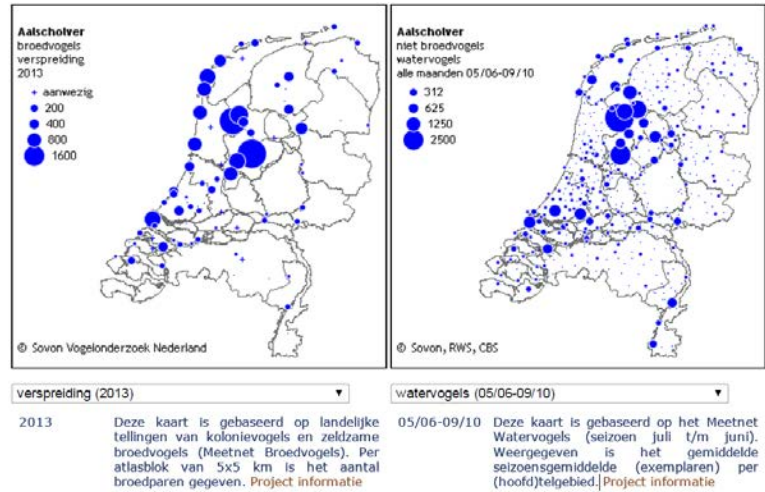 Aalscholver
broedvogels
verspreiding
2013
aanwezig
200
400
800
1600
© Sovon Vogelonderzoek Nederland
Aalscholver
niet broedvogels
watervogels
alle maanden 05/06-09/10
312
625
1250
2500
© Sovon, RWS, CBS
verspreiding (2013)
watervogels (05/06-09/10)
2013
Deze kaart is gebaseerd op landelijke
tellingen van kolonievogels en zeldzame
broedvogels (Meetnet Broedvogels). Per
atlasblok van 5x5 km is het aantal
broedparen gegeven. Project informatie
05/06-09/10
Deze kaart is gebaseerd op het Meetnet
Watervogels (seizoen juli t/m juni).
Weergegeven is het gemiddelde
seizoensgemiddelde (exemplaren) per
(hoofd)telgebied. Project informatie